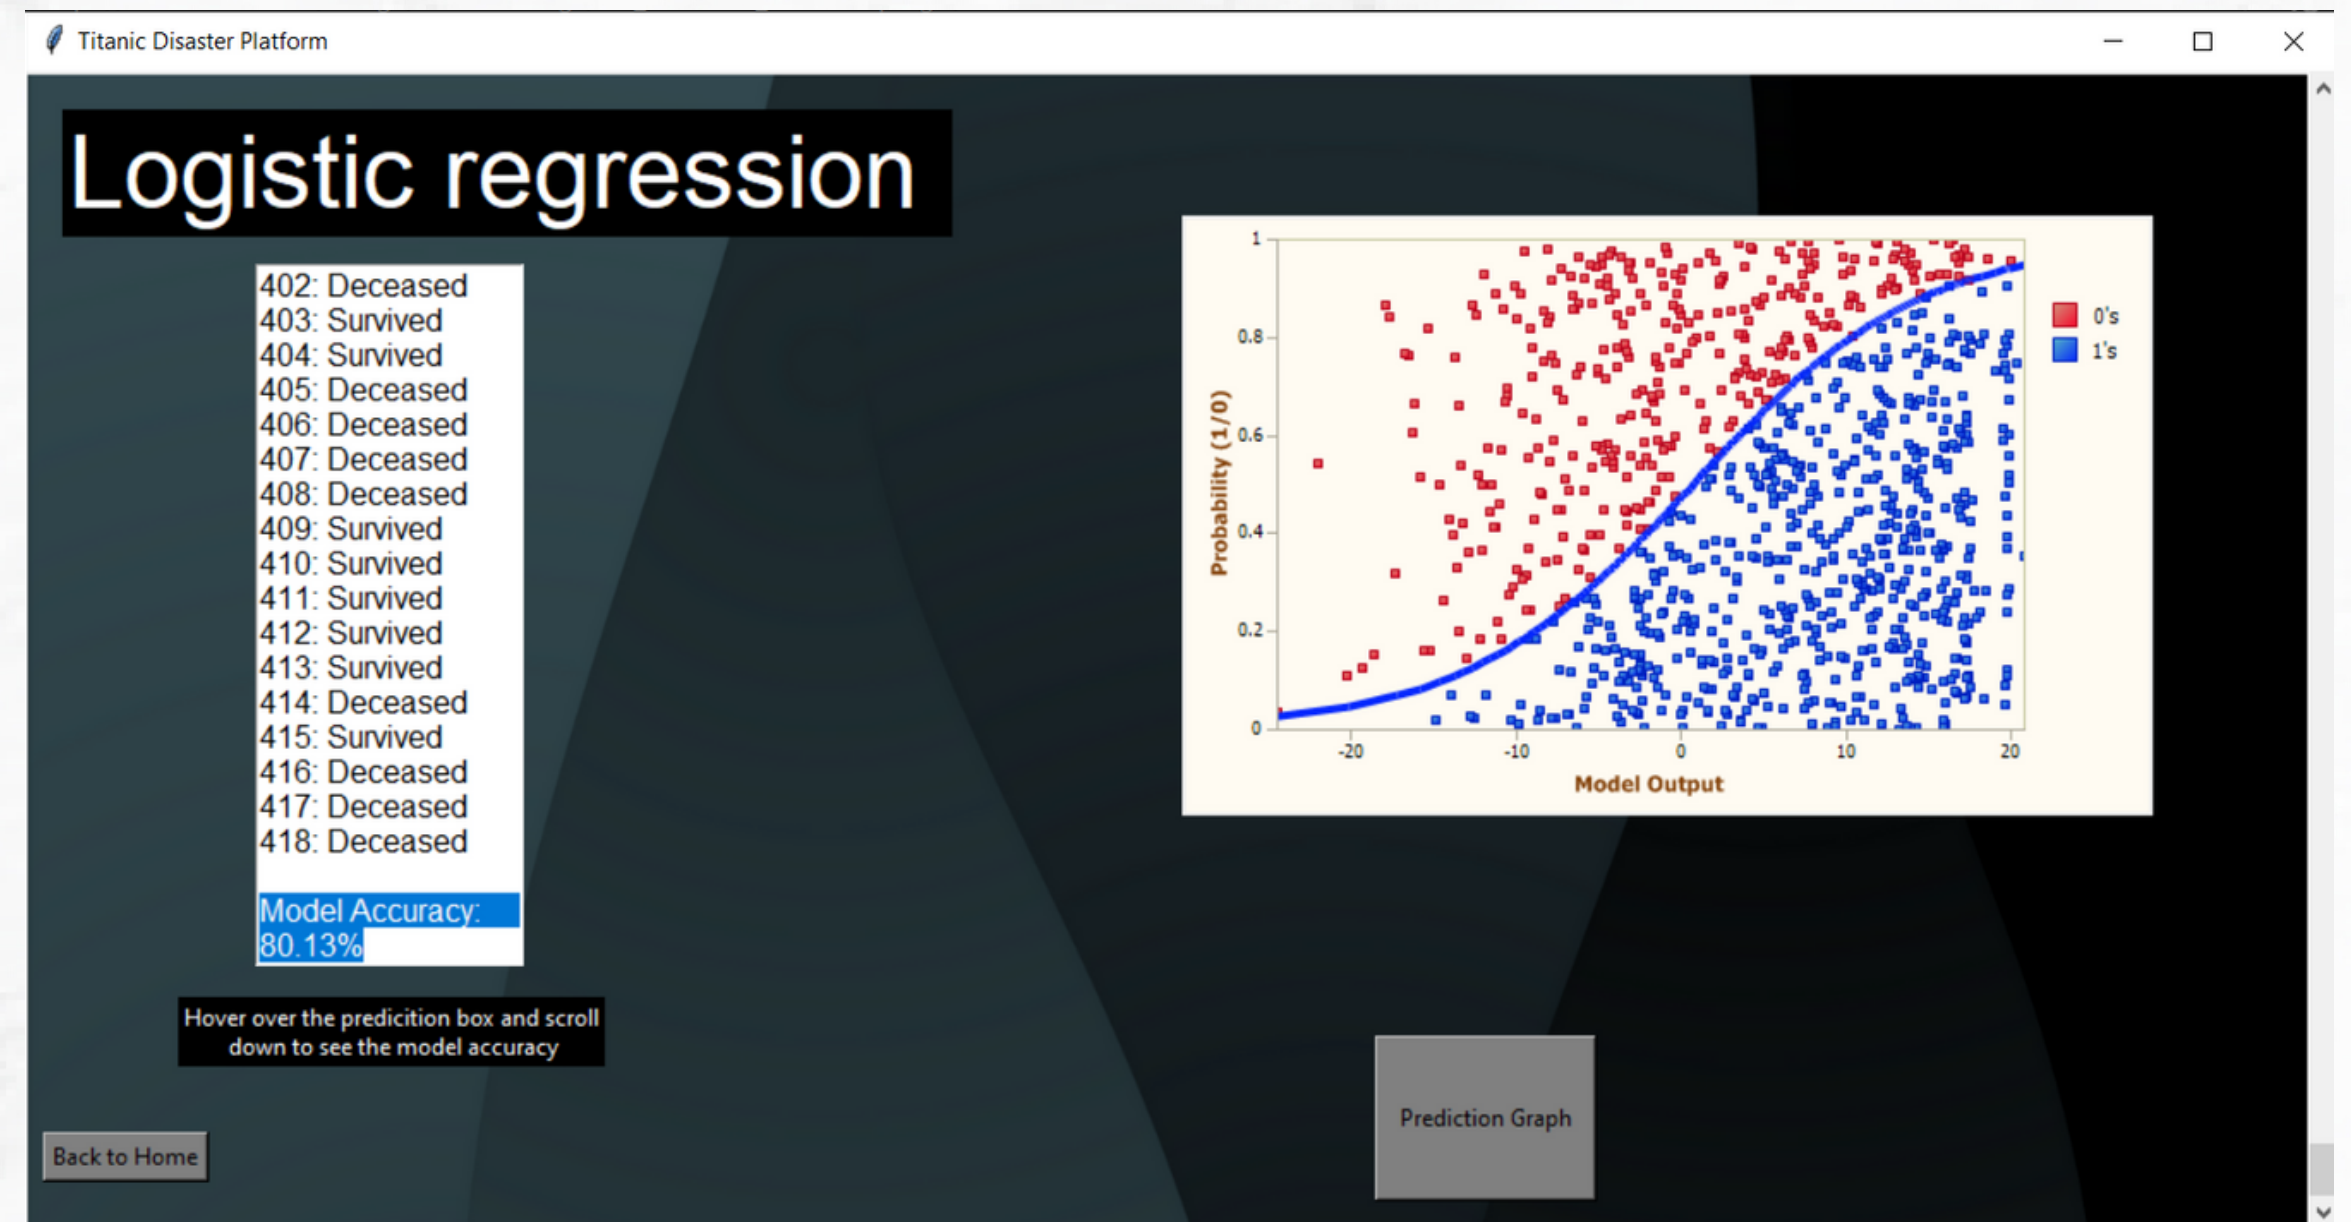 Titanic Disaster Platform
Logistic regression
402: Deceased
403: Survived
404: Survived
405: Deceased
406: Deceased
407: Deceased
408: Deceased
409: Survived
410: Survived
411: Survived
412: Survived
413: Survived
414: Deceased
415: Survived
416: Deceased
417: Deceased
418: Deceased
Model Accuracy:
80.13%
Hover over the predicition box and scroll
down to see the model accuracy
Back to Home
1
0.8
0.6
0.4
0.2
0
Probability (1/0)
-20
-10
0
10
20
Model Output
0's
1's
Prediction Graph